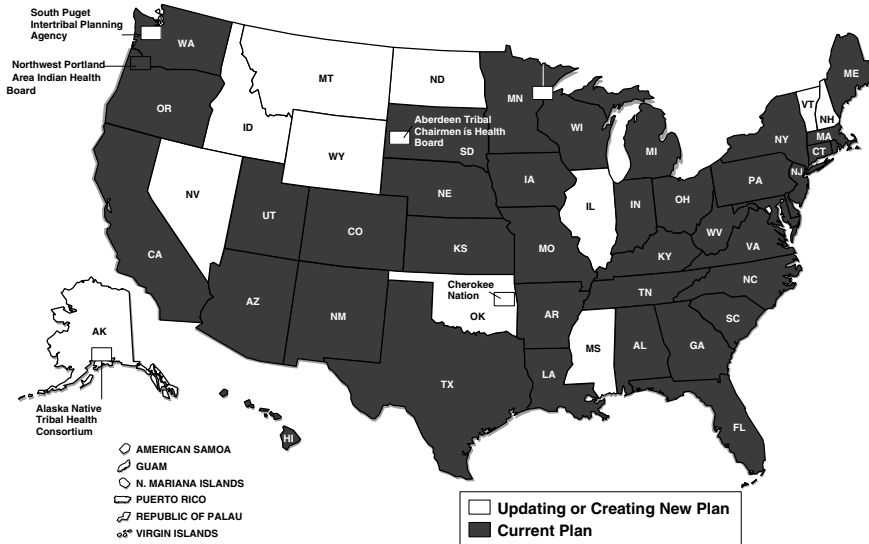 South Puget
Intertribal Planning
Agency
Northwest Portland
Area Indian Health
Board
WA
OR
CA
NV
ID
MT
WY
UT
AZ
CO
NM
ND
Aberdeen Tribal
Chairmen ís Health
Board
SD
NE
KS
Cherokee
Nation
OK
TX
MN
IA
MO
AR
LA
WI
IL
MS
MI
IN
OH
KY
TN
AL
GA
FL
SC
NC
VA
WV
PA
NY
NJ
CT
MA
VT
NH
ME
AK
Alaska Native
Tribal Health
Consortium
HI
AMERICAN SAMOA
GUAM
N. MARIANA ISLANDS
PUERTO RICO
REPUBLIC OF PALAU
VIRGIN ISLANDS
Updating or Creating New Plan
Current Plan